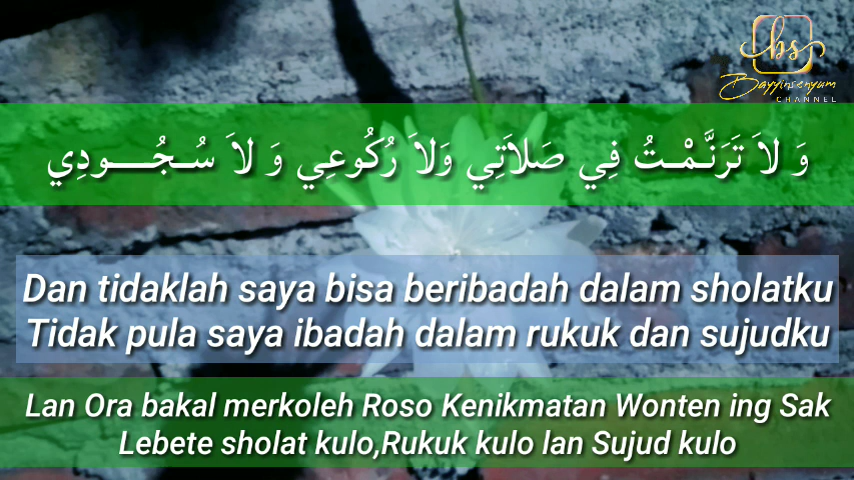 bs
Bayyinsenyum
CHANNEL
وَ لاَ تَرَنَّمْتُ فِي صَلاَتِي وَلاَ رُكُوعِي وَ لاَ سُجُودِي
Dan tidaklah saya bisa beribadah dalam sholatku
Tidak pula saya ibadah dalam rukuk dan sujudku
Lan Ora bakal merkoleh Roso Kenikmatan Wonten ing Sak
Lebete sholat kulo,Rukuk kulo lan Sujud kulo